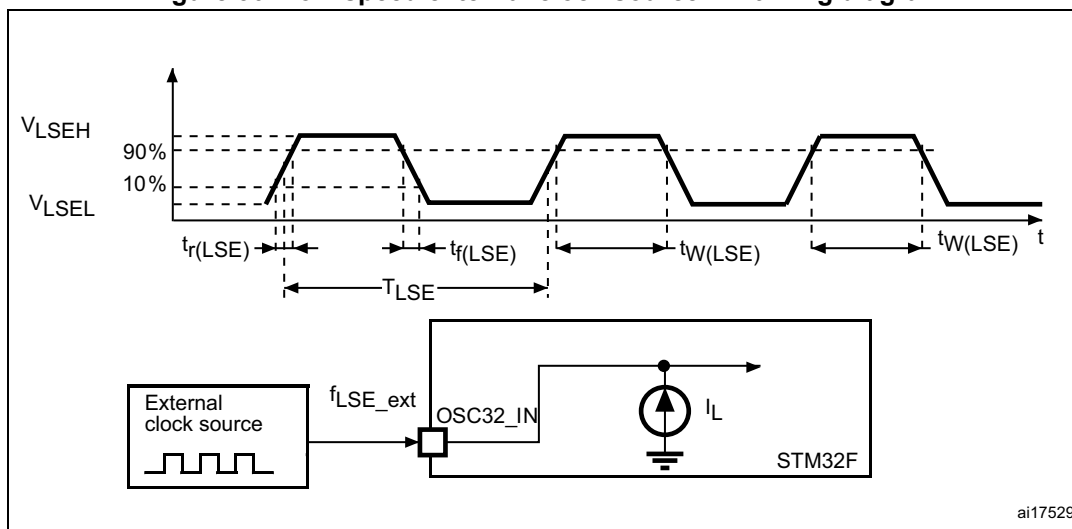 VLSEH
90%
10%
VLSEL
tr(LSE)
tf(LSE)
tW(LSE)
tW(LSE)
t
TLSE
External
clock source
fLSE_ext
OSC32_IN
IL
STM32F
ai17529